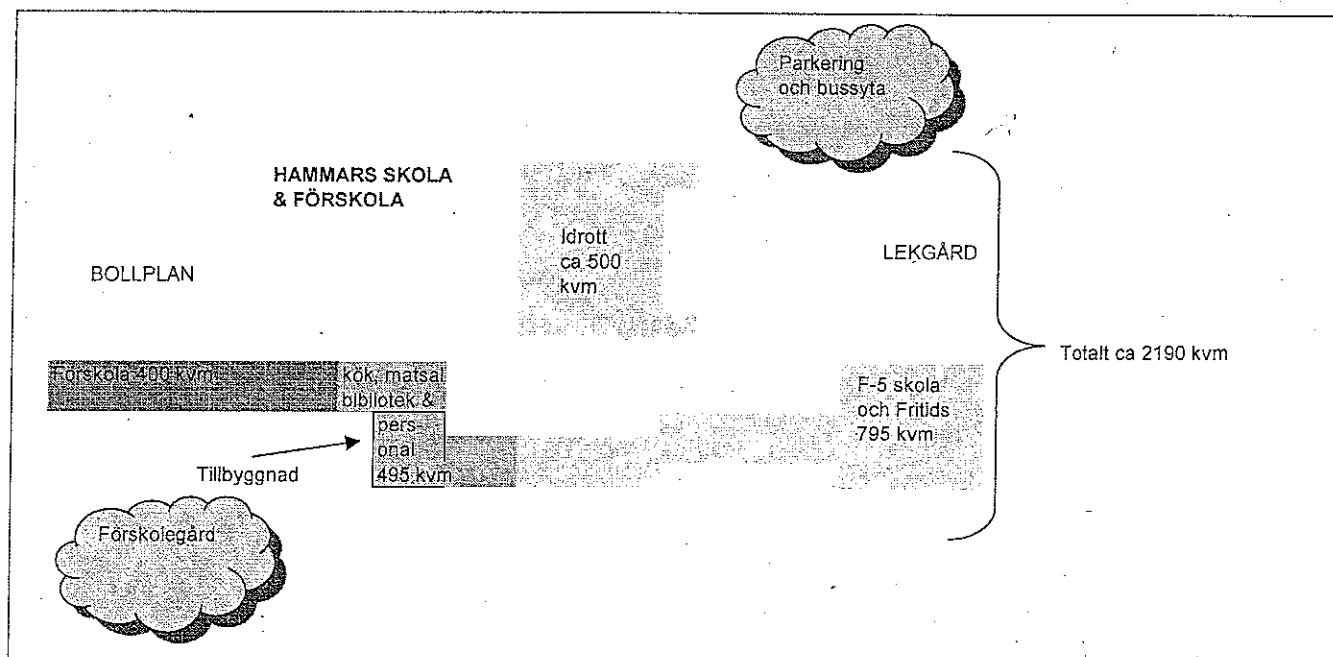 Parkering
och bussyta
HAMMARS SKOLA
& FÖRSKOLA
Idrott
ca 500
kvm
LEKGÅRD
BOLLPLAN
Totalt ca 2190 kvm
Förskola 400 kvm
kök, matsal
bibilotek &
pers-
onal
495 kvm
F-5 skola
och Fritids
795 kvm
Tillbyggnad
Förskolegård